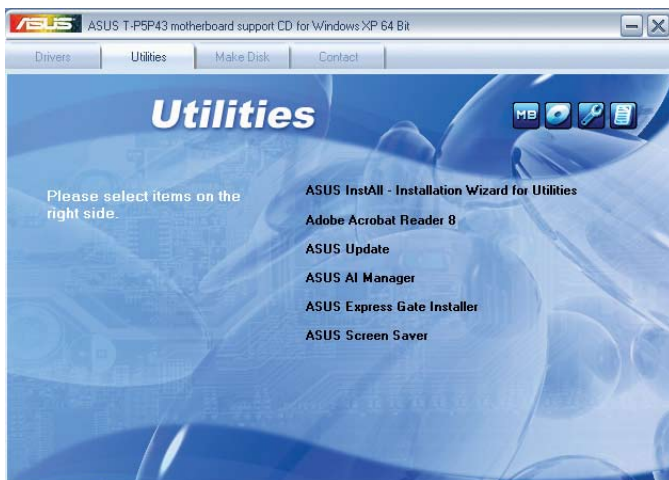 ASUS ASUS T-P5P43 motherboard support CD for Windows XP 64 Bit
Drivers Utilities Make Disk Contact
Utilities
MB
Please select items on the
right side.
ASUS InstAll - Installation Wizard for Utilities
Adobe Acrobat Reader 8
ASUS Update
ASUS AI Manager
ASUS Express Gate Installer
ASUS Screen Saver